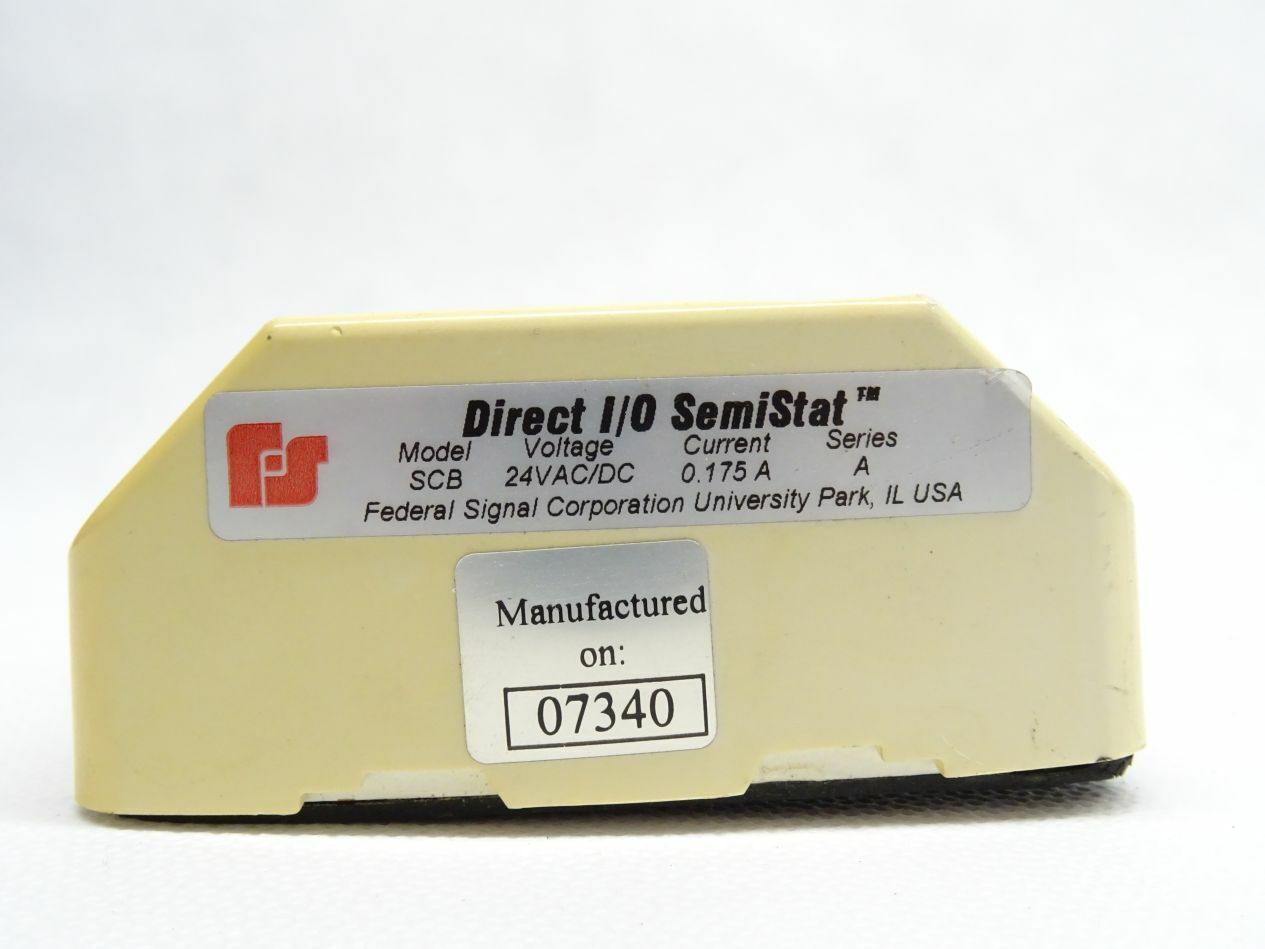 Direct I/O SemiStat™
Model Voltage Current Series
SCB 24VAC/DC 0.175 A A
Federal Signal Corporation University Park, IL USA
Manufactured
on:
07340